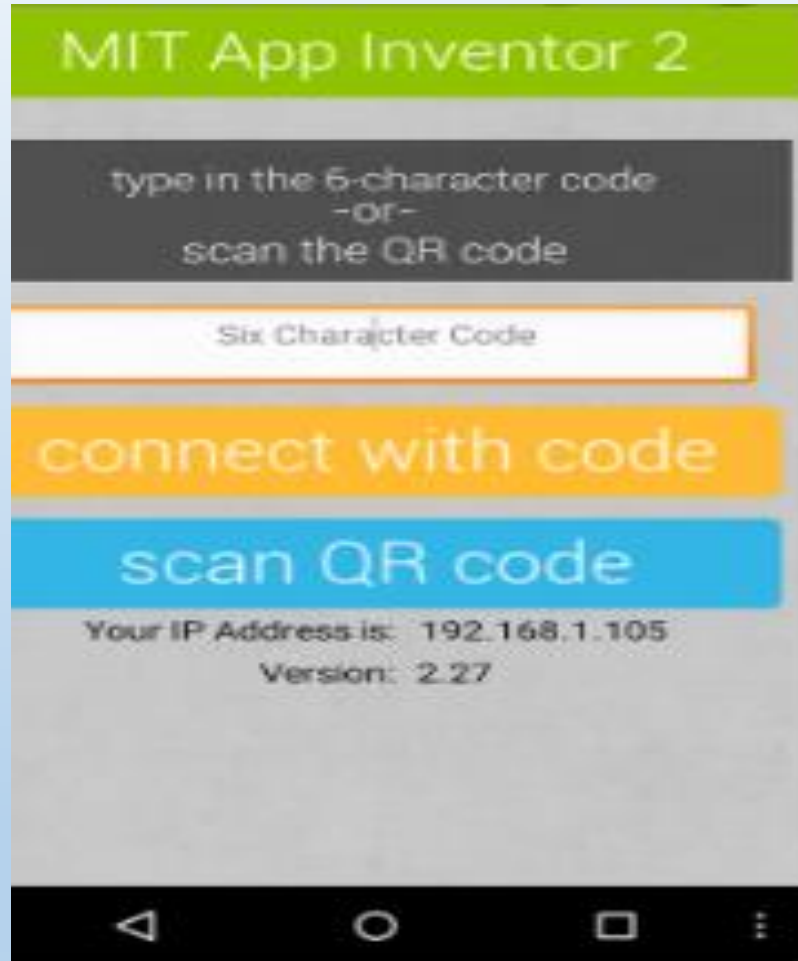 MIT App Inventor 2
type in the 6-character code
-or-
scan the QR code
Six Character Code
connect with code
scan QR code
Your IP Address is: 192.168.1.105
Version: 2.27